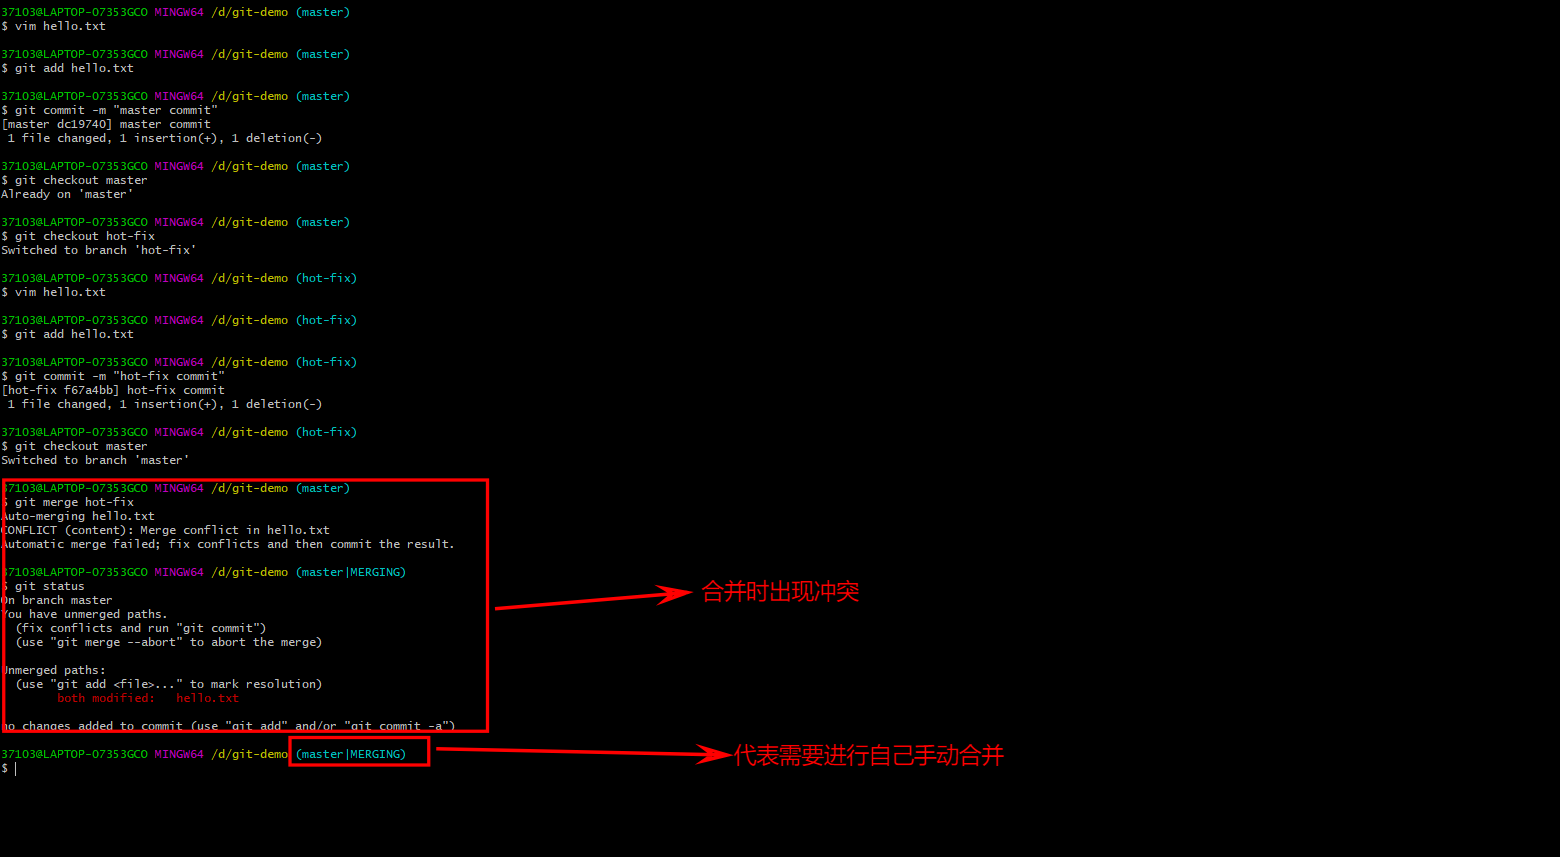 37103@LAPTOP-07353GCO MINGW64 /d/git-demo (master)
$ vim hello.txt
37103@LAPTOP-07353GCO MINGW64 /d/git-demo (master)
$ git add hello.txt
37103@LAPTOP-07353GCO MINGW64 /d/git-demo (master)
$ git commit -m "master commit"
[master dc19740] master commit
 1 file changed, 1 insertion(+), 1 deletion(-)
37103@LAPTOP-07353GCO MINGW64 /d/git-demo (master)
$ git checkout master
Already on 'master'
37103@LAPTOP-07353GCO MINGW64 /d/git-demo (master)
$ git checkout hot-fix
Switched to branch 'hot-fix'
37103@LAPTOP-07353GCO MINGW64 /d/git-demo (hot-fix)
$ vim hello.txt
37103@LAPTOP-07353GCO MINGW64 /d/git-demo (hot-fix)
$ git add hello.txt
37103@LAPTOP-07353GCO MINGW64 /d/git-demo (hot-fix)
$ git commit -m "hot-fix commit"
[hot-fix f67a4bb] hot-fix commit
 1 file changed, 1 insertion(+), 1 deletion(-)
37103@LAPTOP-07353GCO MINGW64 /d/git-demo (hot-fix)
$ git checkout master
Switched to branch 'master'
37103@LAPTOP-07353GCO MINGW64 /d/git-demo (master)
$ git merge hot-fix
Auto-merging hello.txt
CONFLICT (content): Merge conflict in hello.txt
Automatic merge failed; fix conflicts and then commit the result.
37103@LAPTOP-07353GCO MINGW64 /d/git-demo (master|MERGING)
$ git status
On branch master
You have unmerged paths.
  (fix conflicts and run "git commit")
  (use "git merge --abort" to abort the merge)
Unmerged paths:
  (use "git add <file>..." to mark resolution)
        both modified:   hello.txt
no changes added to commit (use "git add" and/or "git commit -a")
37103@LAPTOP-07353GCO MINGW64 /d/git-demo (master|MERGING)
$
合并时出现冲突
代表需要进行自己手动合并